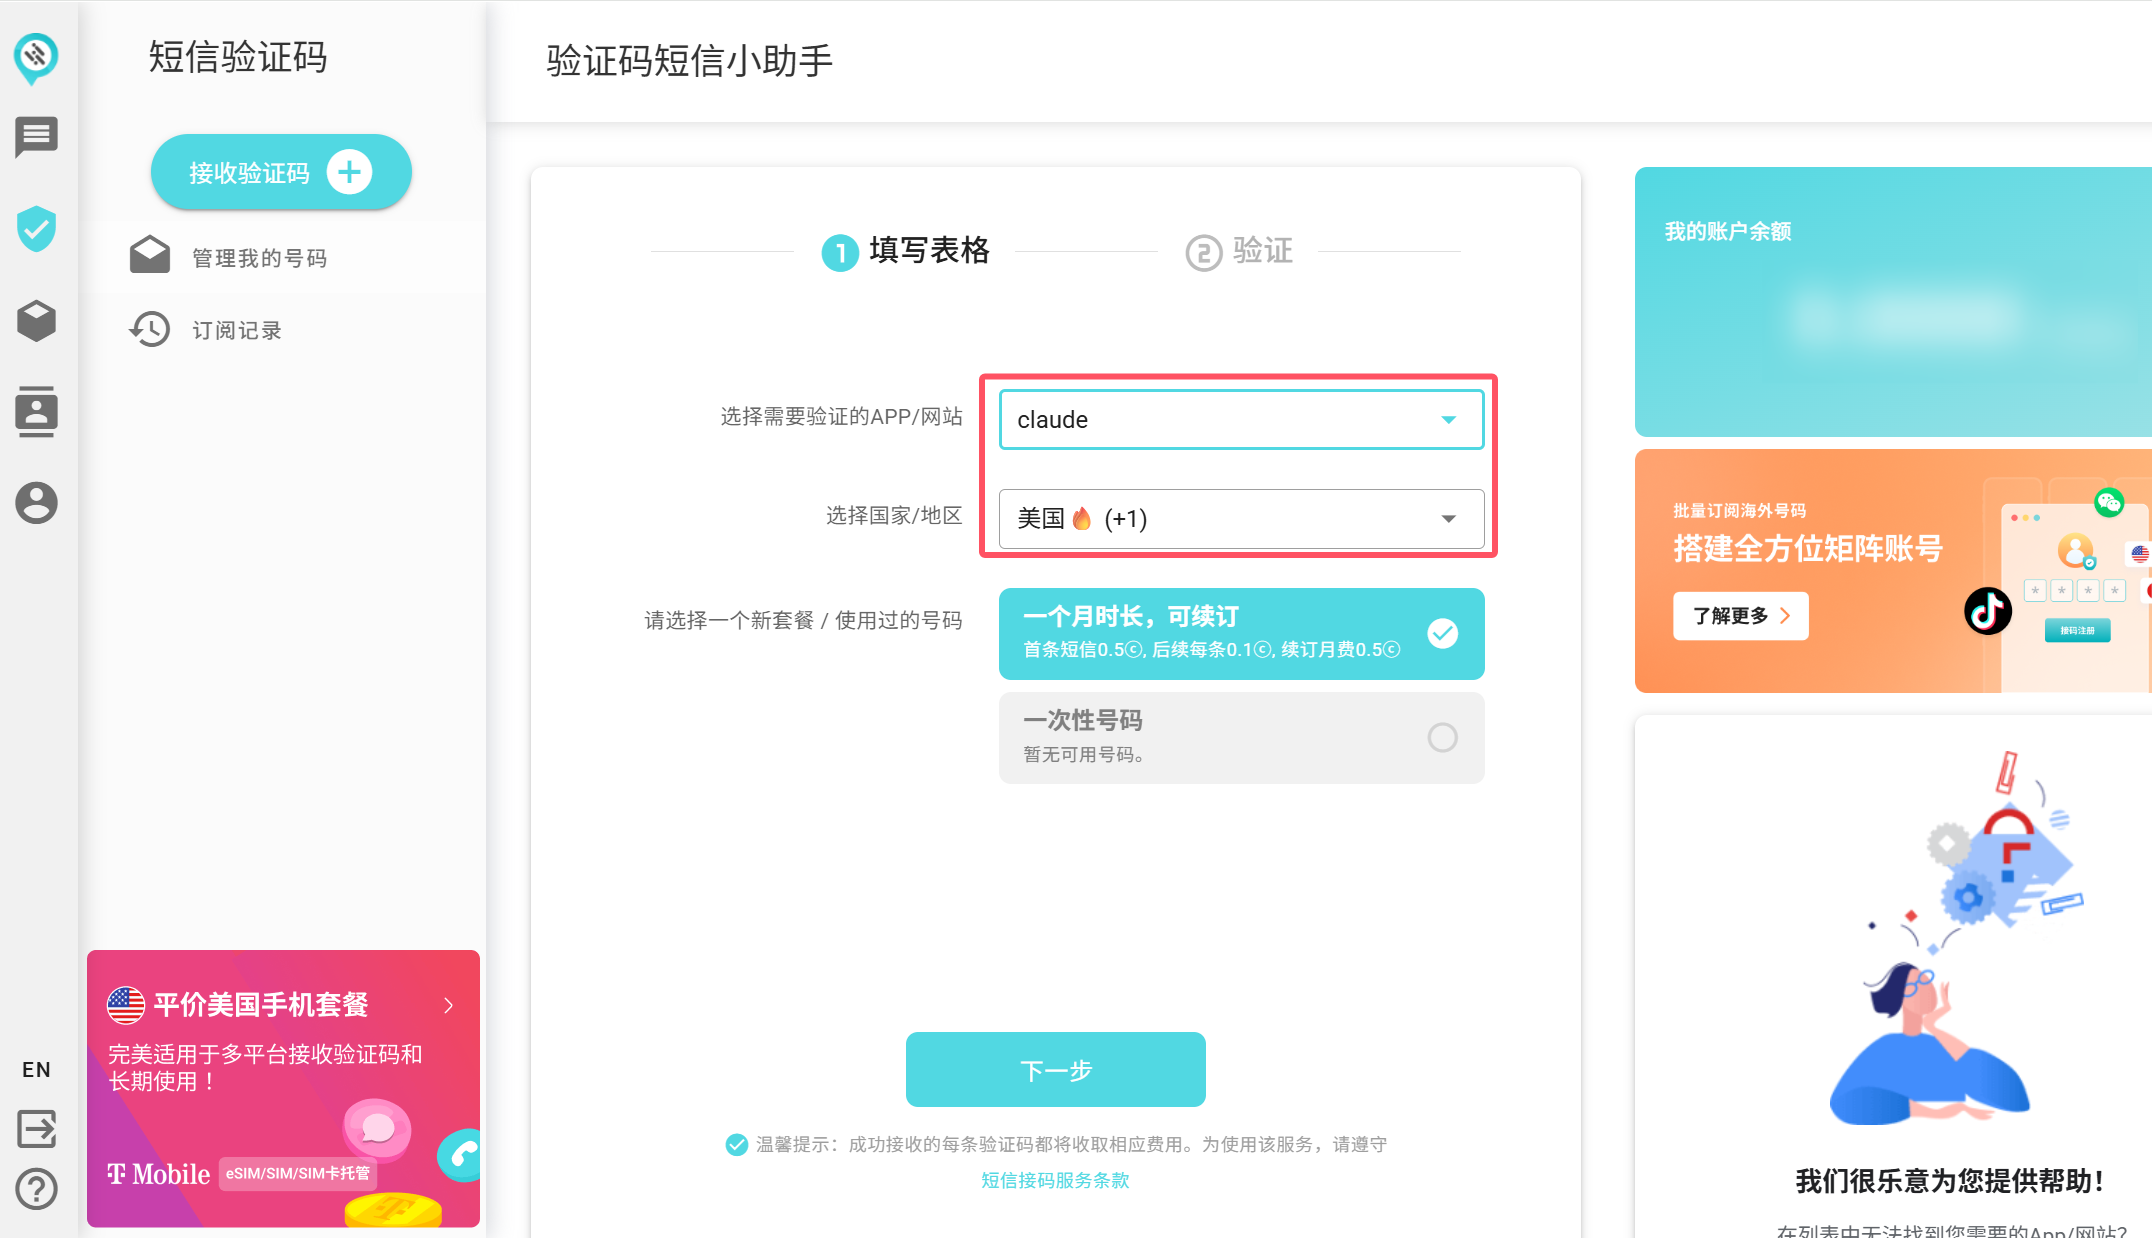 短信验证码
接收验证码
管理我的号码
订阅记录
EN
平价美国手机套餐
完美适用于多平台接收验证码和
长期使用！
T Mobile
eSIM/SIM/SIM卡托管
验证码短信小助手
1 填写表格
2 验证
选择需要验证的APP/网站
claude
选择国家/地区
美国🔥 (+1)
请选择一个新套餐 / 使用过的号码
一个月时长，可续订
首条短信0.5ⓒ, 后续每条0.1ⓒ, 续订月费0.5ⓒ
一次性号码
暂无可用号码。
下一步
温馨提示：成功接收的每条验证码都将收取相应费用。为使用该服务，请遵守
短信接码服务条款
我的账户余额
批量订阅海外号码
搭建全方位矩阵账号
了解更多
* * * *
接码注册
我们很乐意为您提供帮助！
在列表中无法找到您需要的App/网站？